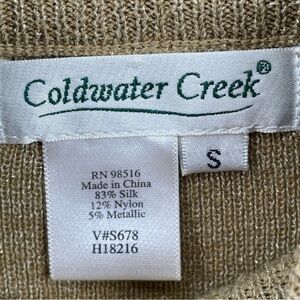 Coldwater Creek®
S
RN 98516
Made in China
83% Silk
12% Nylon
5% Metallic
V#S678
H18216